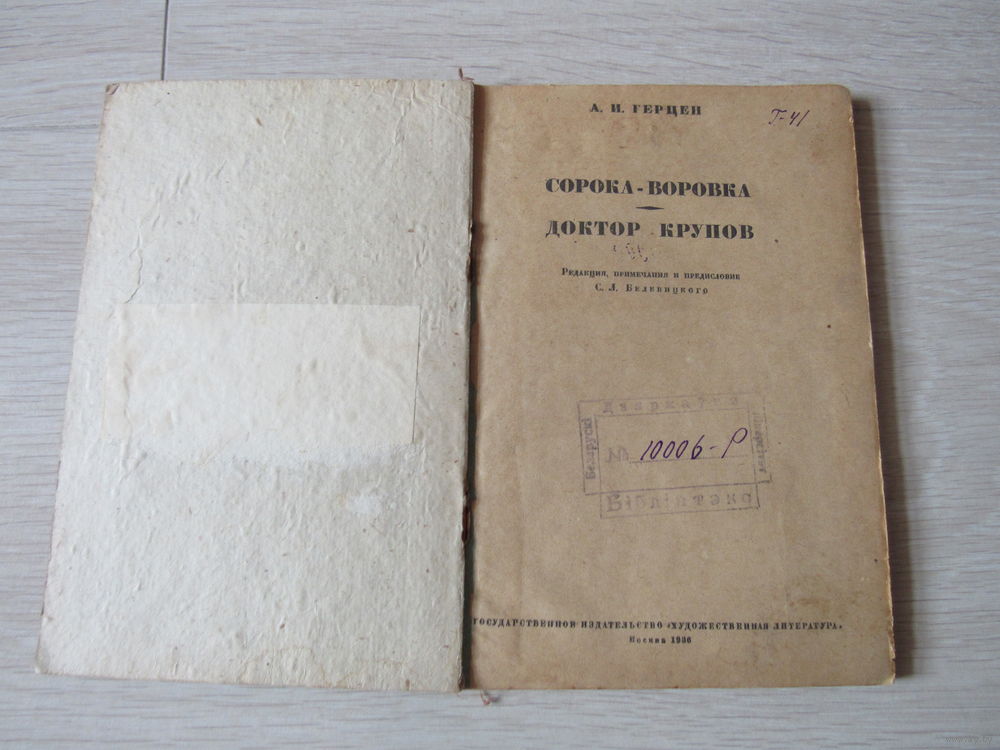 А. И. ГЕРЦЕН
Г-41
СОРОКА-ВОРОВКА
ДОКТОР КРУПОВ
РЕДАКЦИЯ, ПРИМЕЧАНИЯ И ПРЕДИСЛОВИЕ
С. Л. БЕЛЕВИЦКОГО
Беларускі
№ 10006-Р
Бібліятэка
ГОСУДАРСТВЕННОЕ ИЗДАТЕЛЬСТВО «ХУДОЖЕСТВЕННАЯ ЛИТЕРАТУРА»
Москва 1936